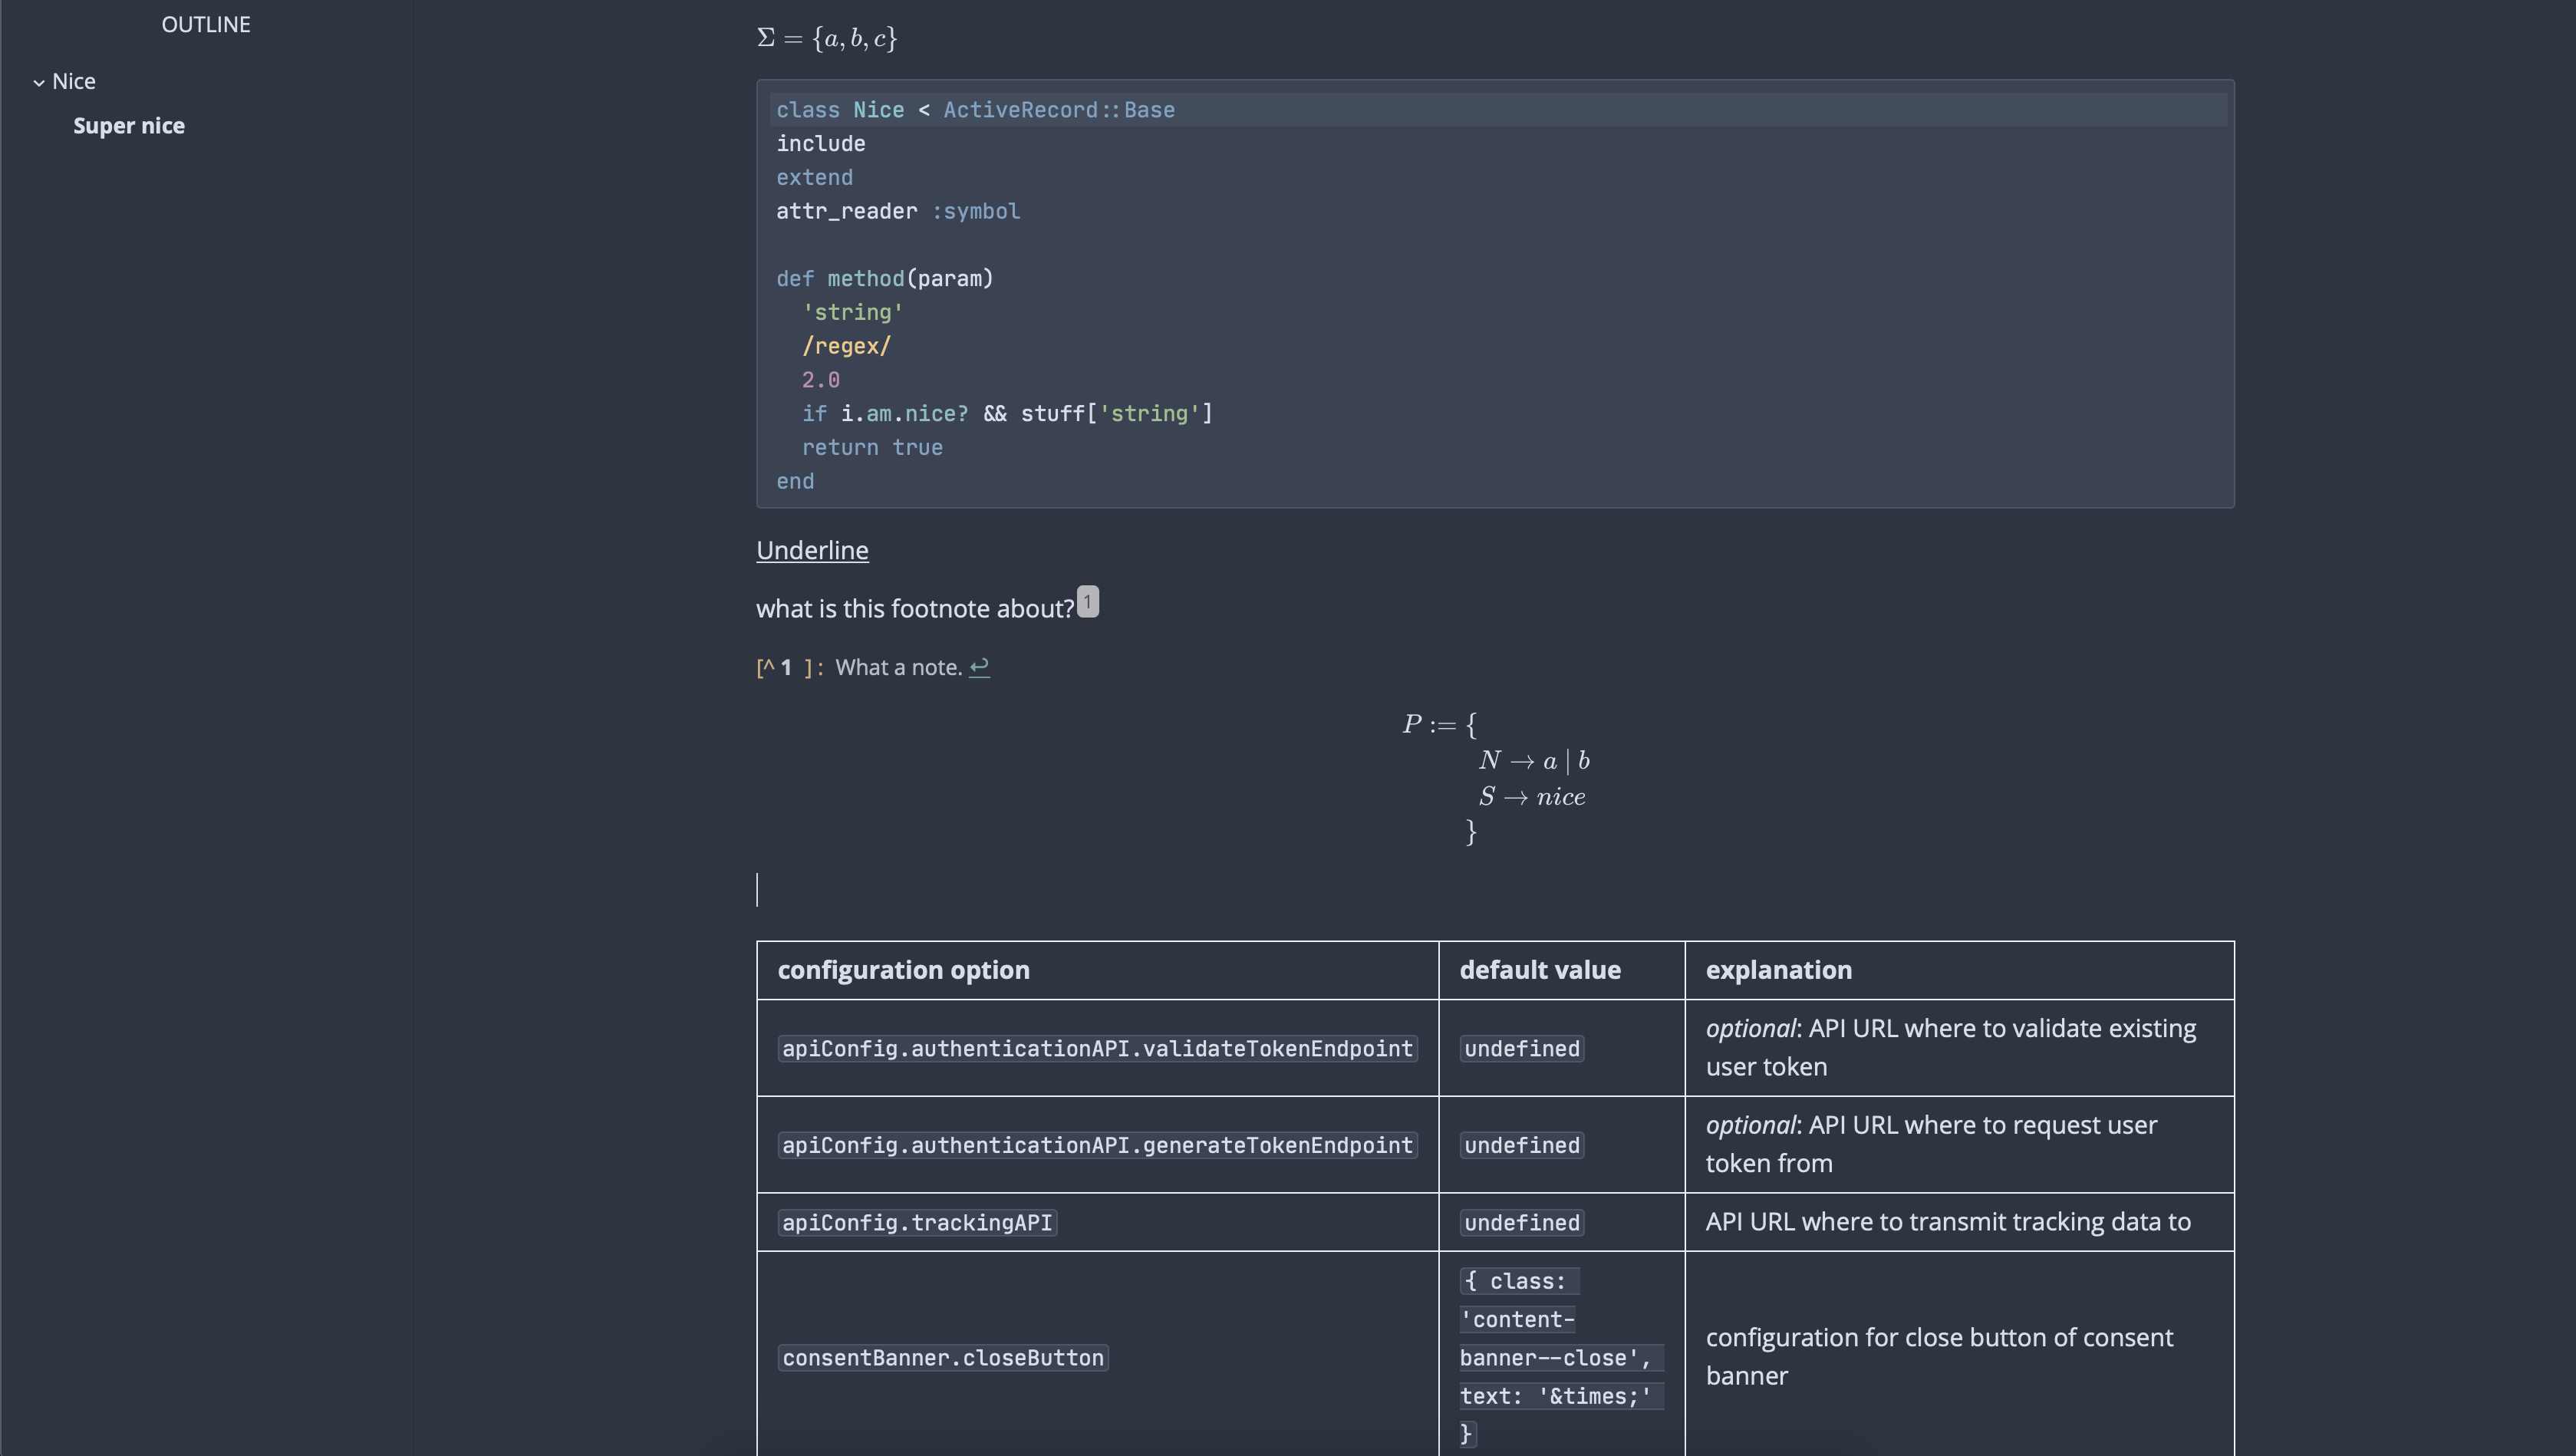 OUTLINE
Nice
Super nice
Σ = {a, b, c}
class Nice < ActiveRecord::Base
include
extend
attr_reader :symbol
def method(param)
'string'
/regex/
2.0
if i.am.nice? && stuff['string']
return true
end
Underline
what is this footnote about?1
[^ 1 ]: What a note. ↩
P := {
N → a | b
S → nice
}
configuration option default value explanation
apiConfig.authenticationAPI.validateTokenEndpoint undefined optional: API URL where to validate existing
user token
apiConfig.authenticationAPI.generateTokenEndpoint undefined optional: API URL where to request user
token from
apiConfig.trackingAPI undefined API URL where to transmit tracking data to
consentBanner.closeButton
{ class:
'content-
banner--close',
text: '&times;'
}
configuration for close button of consent
banner